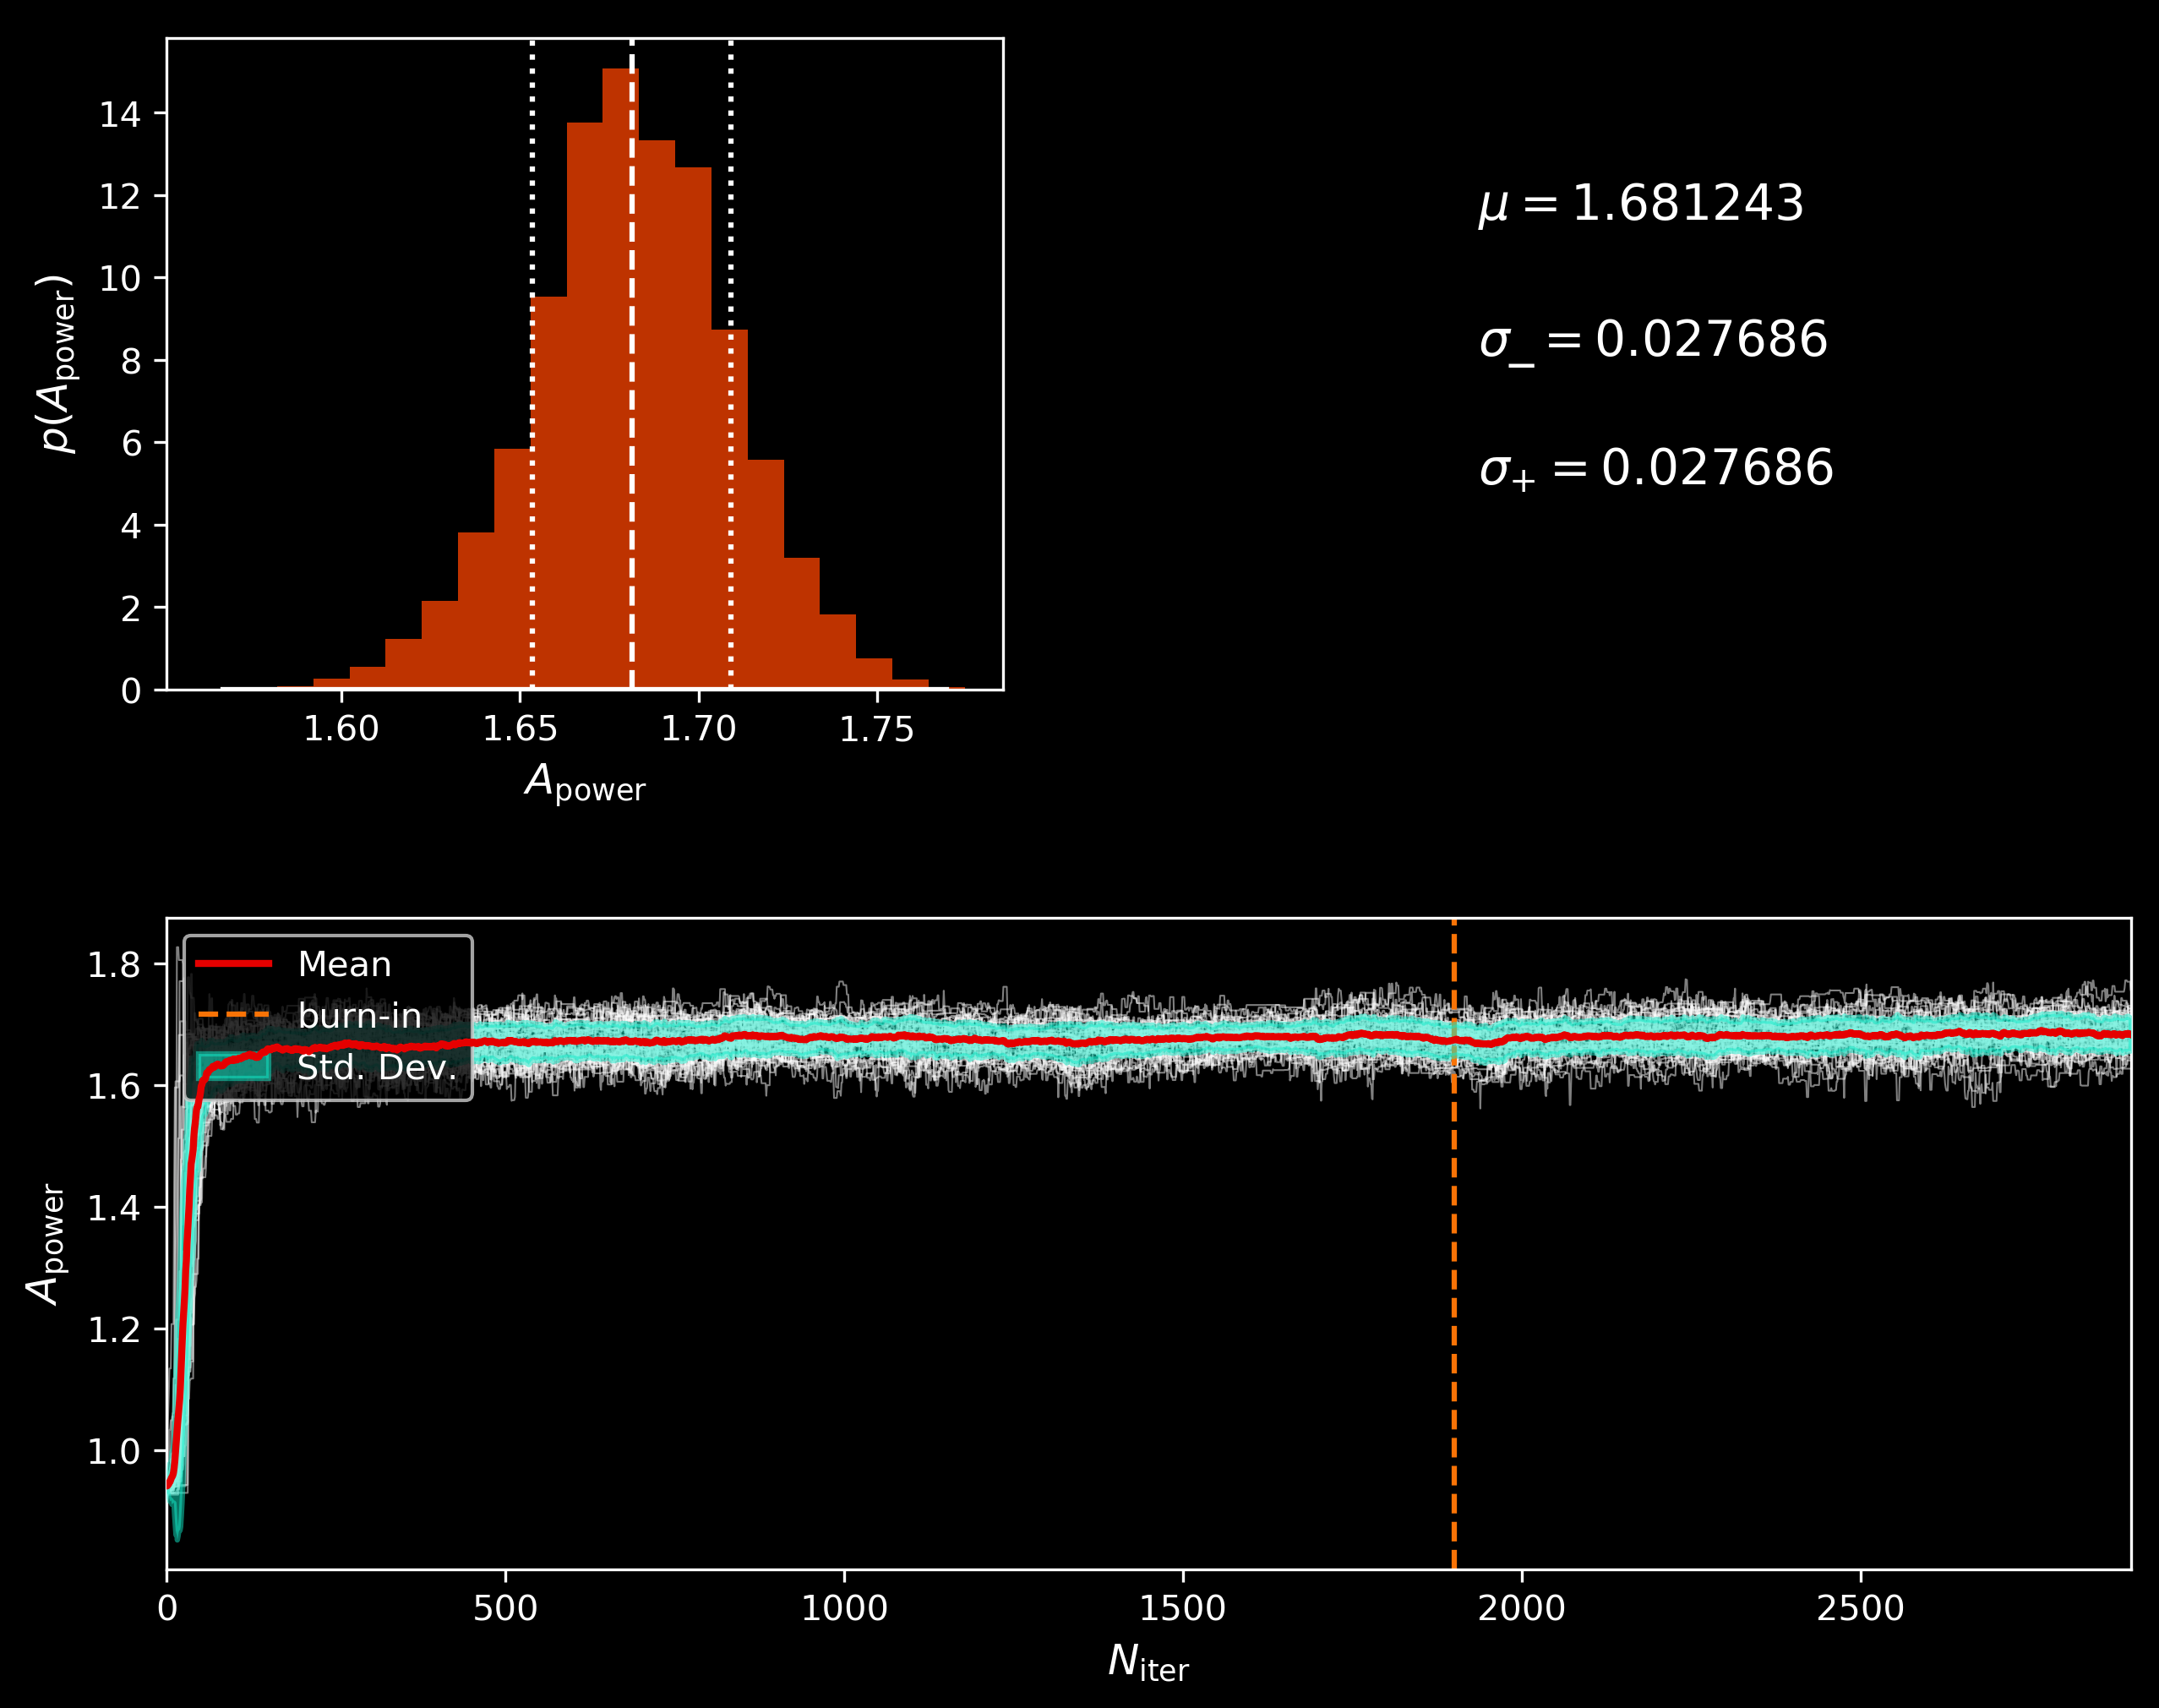 p(A_power)
14
12
10
8
6
4
2
0
1.60 1.65 1.70 1.75
A_power
μ = 1.681243
σ_− = 0.027686
σ_+ = 0.027686
A_power
1.8
1.6
1.4
1.2
1.0
Mean
burn-in
Std. Dev.
0 500 1000 1500 2000 2500
N_iter